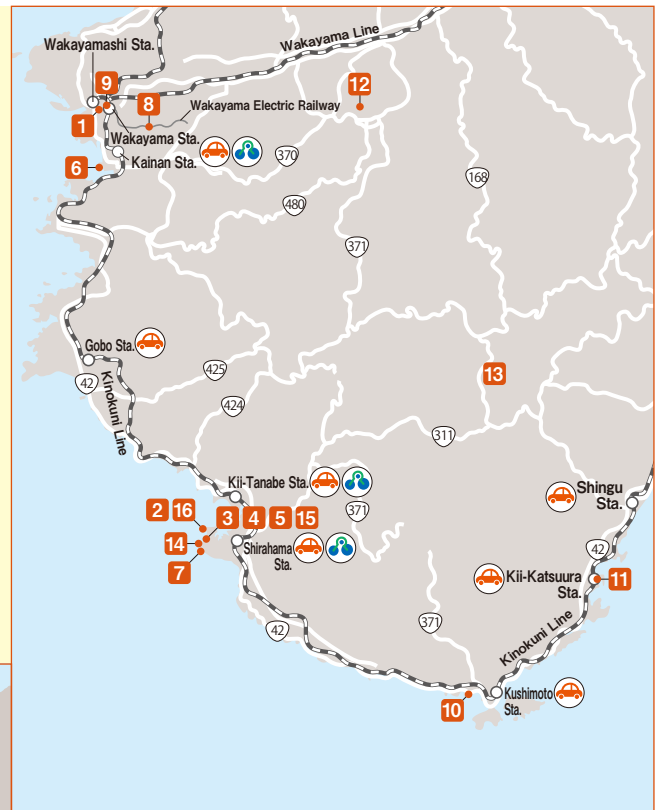 Wakayamashi Sta.
Wakayama Line
9
8
12
Wakayama Electric Railway
1
Wakayama Sta.
Kainan Sta.
370
6
168
480
371
Gobo Sta.
13
42
425
Kinokuni Line
424
311
Kii-Tanabe Sta.
Shingu
Sta.
2 16 3 4 5 15
371
14
Shirahama
Sta.
42
7
Kii-Katsuura
Sta.
11
42
371
Kinokuni Line
10
Kushimoto
Sta.